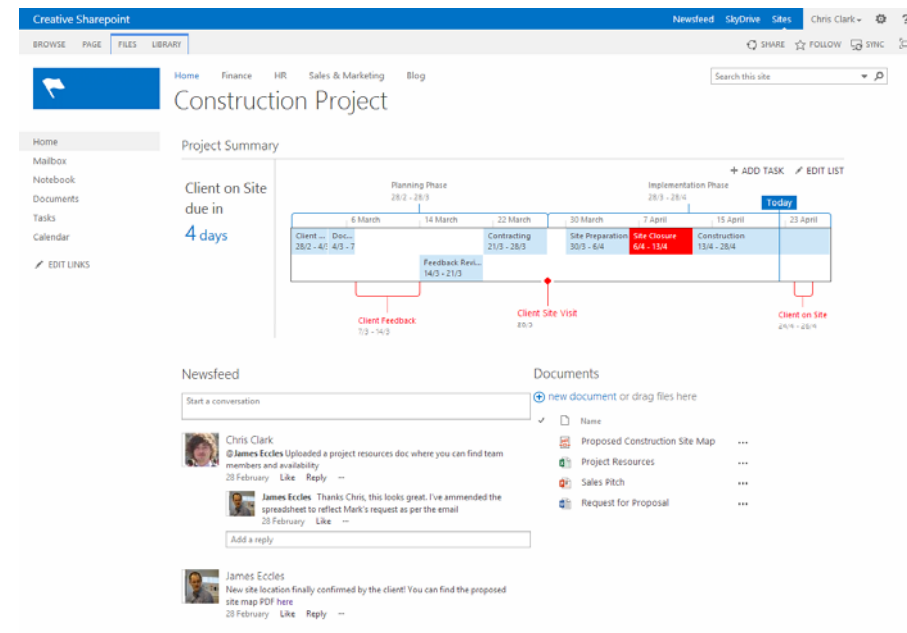 Creative Sharepoint
Newsfeed SkyDrive Sites Chris Clark ?
BROWSE PAGE FILES LIBRARY
SHARE FOLLOW SYNC
Home Finance HR Sales & Marketing Blog
Search this site
Construction Project
Home
Mailbox
Notebook
Documents
Tasks
Calendar
EDIT LINKS
Project Summary
+ ADD TASK EDIT LIST
Client on Site
due in
4 days
Planning Phase
28/2 - 28/3
Implementation Phase
28/3 - 28/4
Today
6 March 14 March 22 March 30 March 7 April 15 April 23 April
Client ... Doc... Contracting Site Preparation Site Closure Construction
28/2 - 4/3 4/3 - 7 21/3 - 28/3 30/3 - 6/4 6/4 - 13/4 13/4 - 28/4
Feedback Revi...
14/3 - 21/3
Client Feedback
7/3 - 14/3
Client Site Visit
Client on Site
Newsfeed
Start a conversation
Chris Clark
@James Eccles Uploaded a project resources doc where you can find team
members and availability
28 February Like Reply ...
James Eccles Thanks Chris, this looks great. I've ammended the
spreadsheet to reflect Mark's request as per the email
28 February Like ...
Add a reply
James Eccles
New site location finally confirmed by the client! You can find the proposed
site map PDF here
28 February Like Reply ...
Documents
new document or drag files here
Name
Proposed Construction Site Map ...
Project Resources ...
Sales Pitch ...
Request for Proposal ...